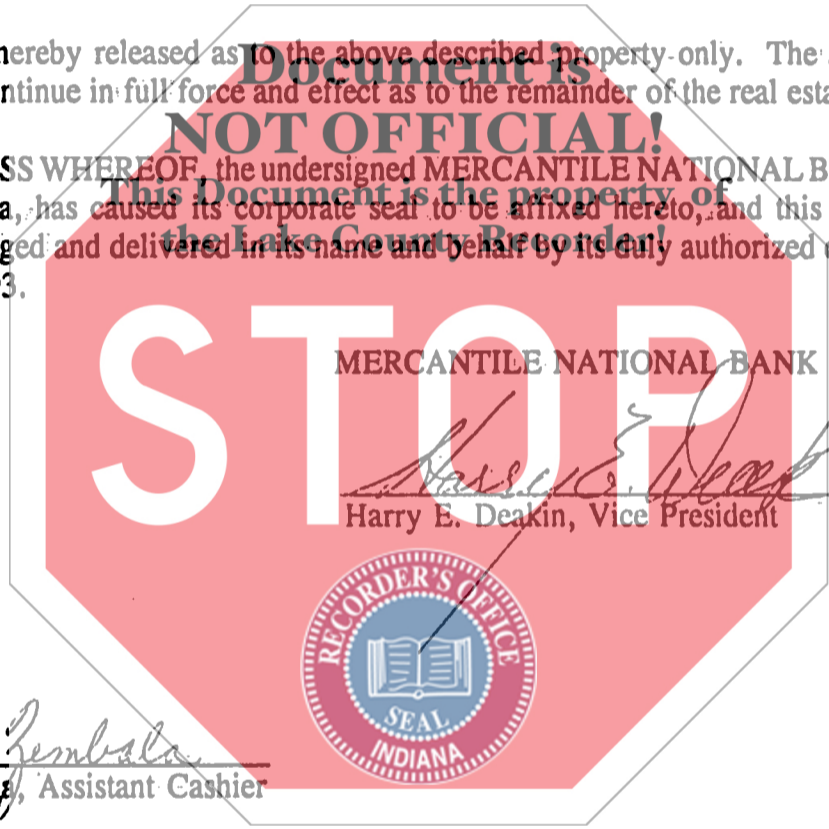 hereby released as to the above described property only. The
Document is
ntinue in full force and effect as to the remainder of the real esta
NOT OFFICIAL!
SS WHEREOF, the undersigned MERCANTILE NATIONAL B
This Document is the property of
a, has caused its corporate seal to be affixed hereto, and this
the Lake County Recorder!
ged and delivered in its name and behalf by its duly authorized
3.
STOP
MERCANTILE NATIONAL BANK
Harry E. Deakin
Harry E. Deakin, Vice President
RECORDER'S OFFICE
SEAL
INDIANA
Zembala
a, Assistant Cashier